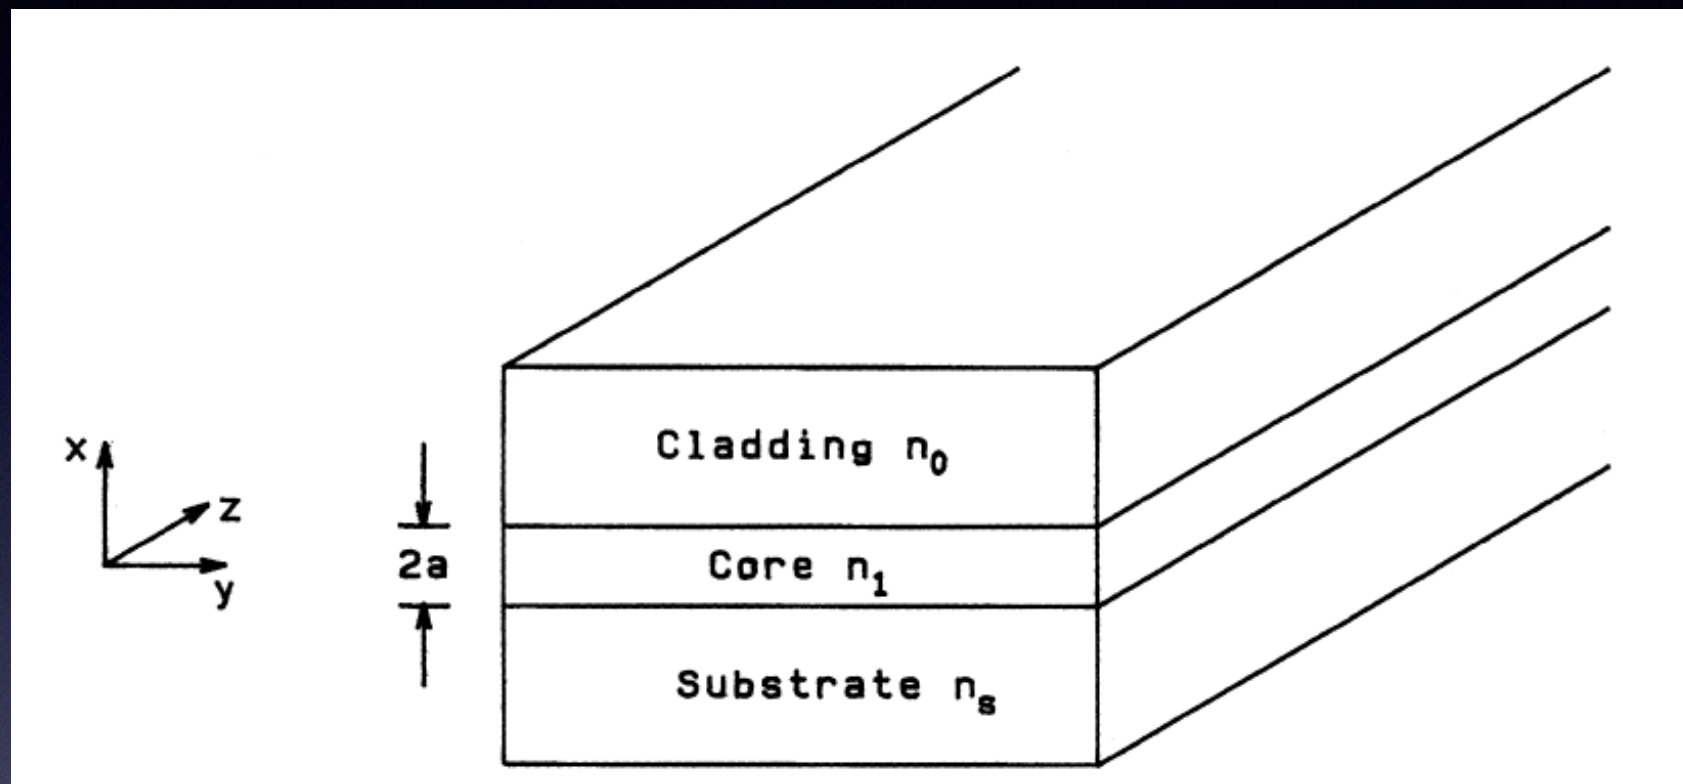 Cladding n₀
x
z
2a
Core n₁
y
Substrate nₛ